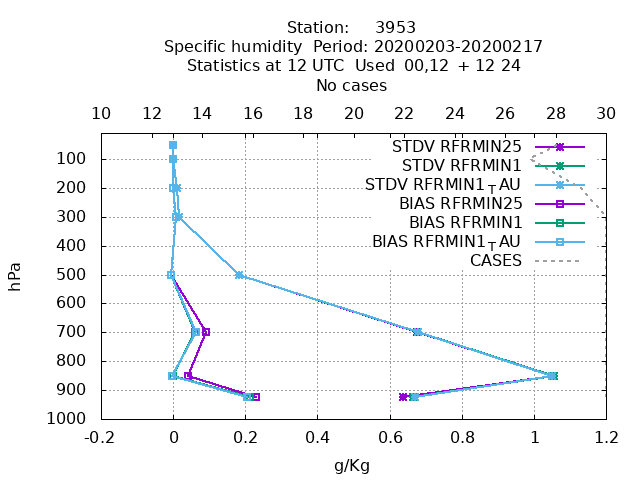 Station: 3953
Specific humidity Period: 20200203-20200217
Statistics at 12 UTC Used 00,12 + 12 24
No cases
10 12 14 16 18 20 22 24 26 28 30
STDV RFRMIN25
STDV RFRMIN1
STDV RFRMIN1TAU
BIAS RFRMIN25
BIAS RFRMIN1
BIAS RFRMIN1TAU
CASES
100
200
300
400
500
600
700
800
900
1000
hPa
-0.2 0 0.2 0.4 0.6 0.8 1 1.2
g/Kg